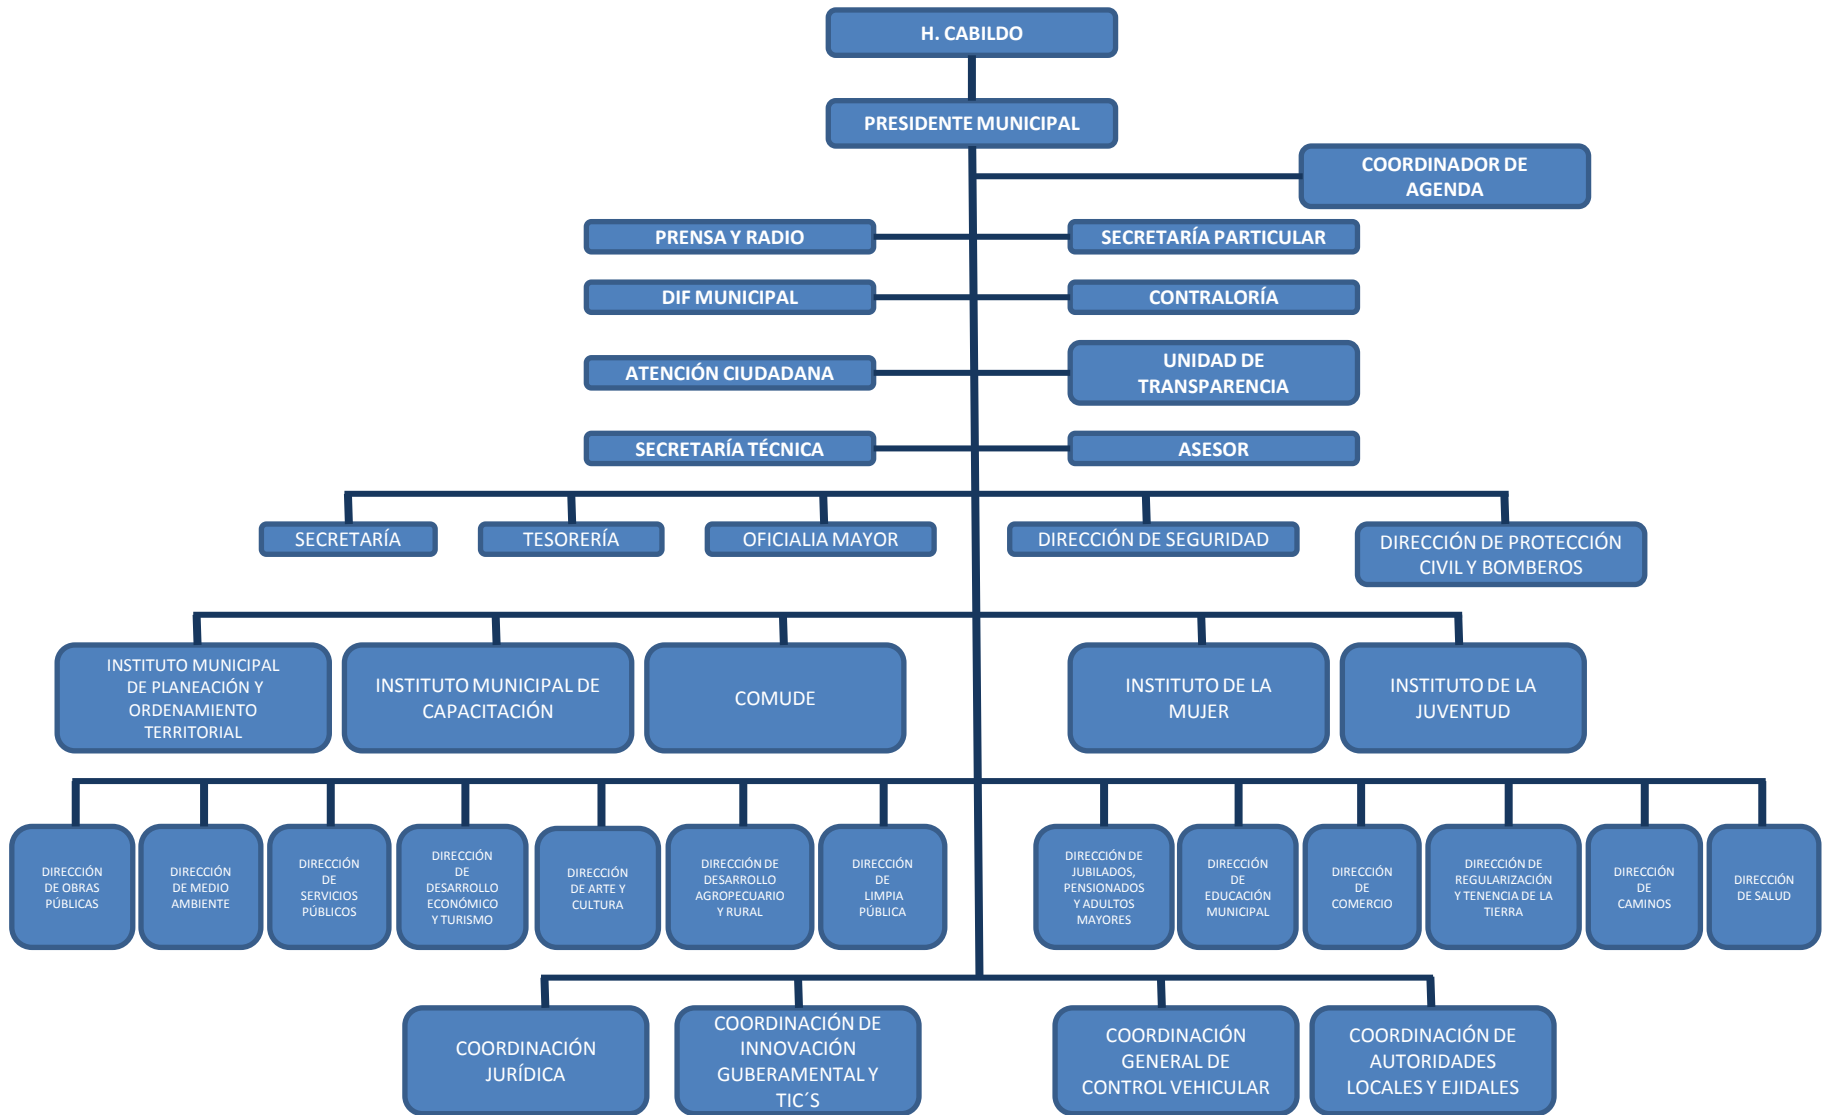 H. CABILDO
PRESIDENTE MUNICIPAL
COORDINADOR DE
AGENDA
PRENSA Y RADIO
SECRETARÍA PARTICULAR
DIF MUNICIPAL
CONTRALORÍA
ATENCIÓN CIUDADANA
UNIDAD DE
TRANSPARENCIA
SECRETARÍA TÉCNICA
ASESOR
SECRETARÍA
TESORERÍA
OFICIALIA MAYOR
DIRECCIÓN DE SEGURIDAD
DIRECCIÓN DE PROTECCIÓN
CIVIL Y BOMBEROS
INSTITUTO MUNICIPAL
DE PLANEACIÓN Y
ORDENAMIENTO
TERRITORIAL
INSTITUTO MUNICIPAL DE
CAPACITACIÓN
COMUDE
INSTITUTO DE LA
MUJER
INSTITUTO DE LA
JUVENTUD
DIRECCIÓN
DE OBRAS
PÚBLICAS
DIRECCIÓN
DE MEDIO
AMBIENTE
DIRECCIÓN
DE
SERVICIOS
PÚBLICOS
DIRECCIÓN
DE
DESARROLLO
ECONÓMICO
Y TURISMO
DIRECCIÓN
DE ARTE Y
CULTURA
DIRECCIÓN DE
DESARROLLO
AGROPECUARIO
Y RURAL
DIRECCIÓN
DE
LIMPIA
PÚBLICA
DIRECCIÓN DE
JUBILADOS,
PENSIONADOS
Y ADULTOS
MAYORES
DIRECCIÓN
DE
EDUCACIÓN
MUNICIPAL
DIRECCIÓN
DE
COMERCIO
DIRECCIÓN DE
REGULARIZACIÓN
Y TENENCIA DE LA
TIERRA
DIRECCIÓN
DE
CAMINOS
DIRECCIÓN
DE SALUD
COORDINACIÓN
JURÍDICA
COORDINACIÓN DE
INNOVACIÓN
GUBERAMENTAL Y
TIC´S
COORDINACIÓN
GENERAL DE
CONTROL VEHICULAR
COORDINACIÓN DE
AUTORIDADES
LOCALES Y EJIDALES